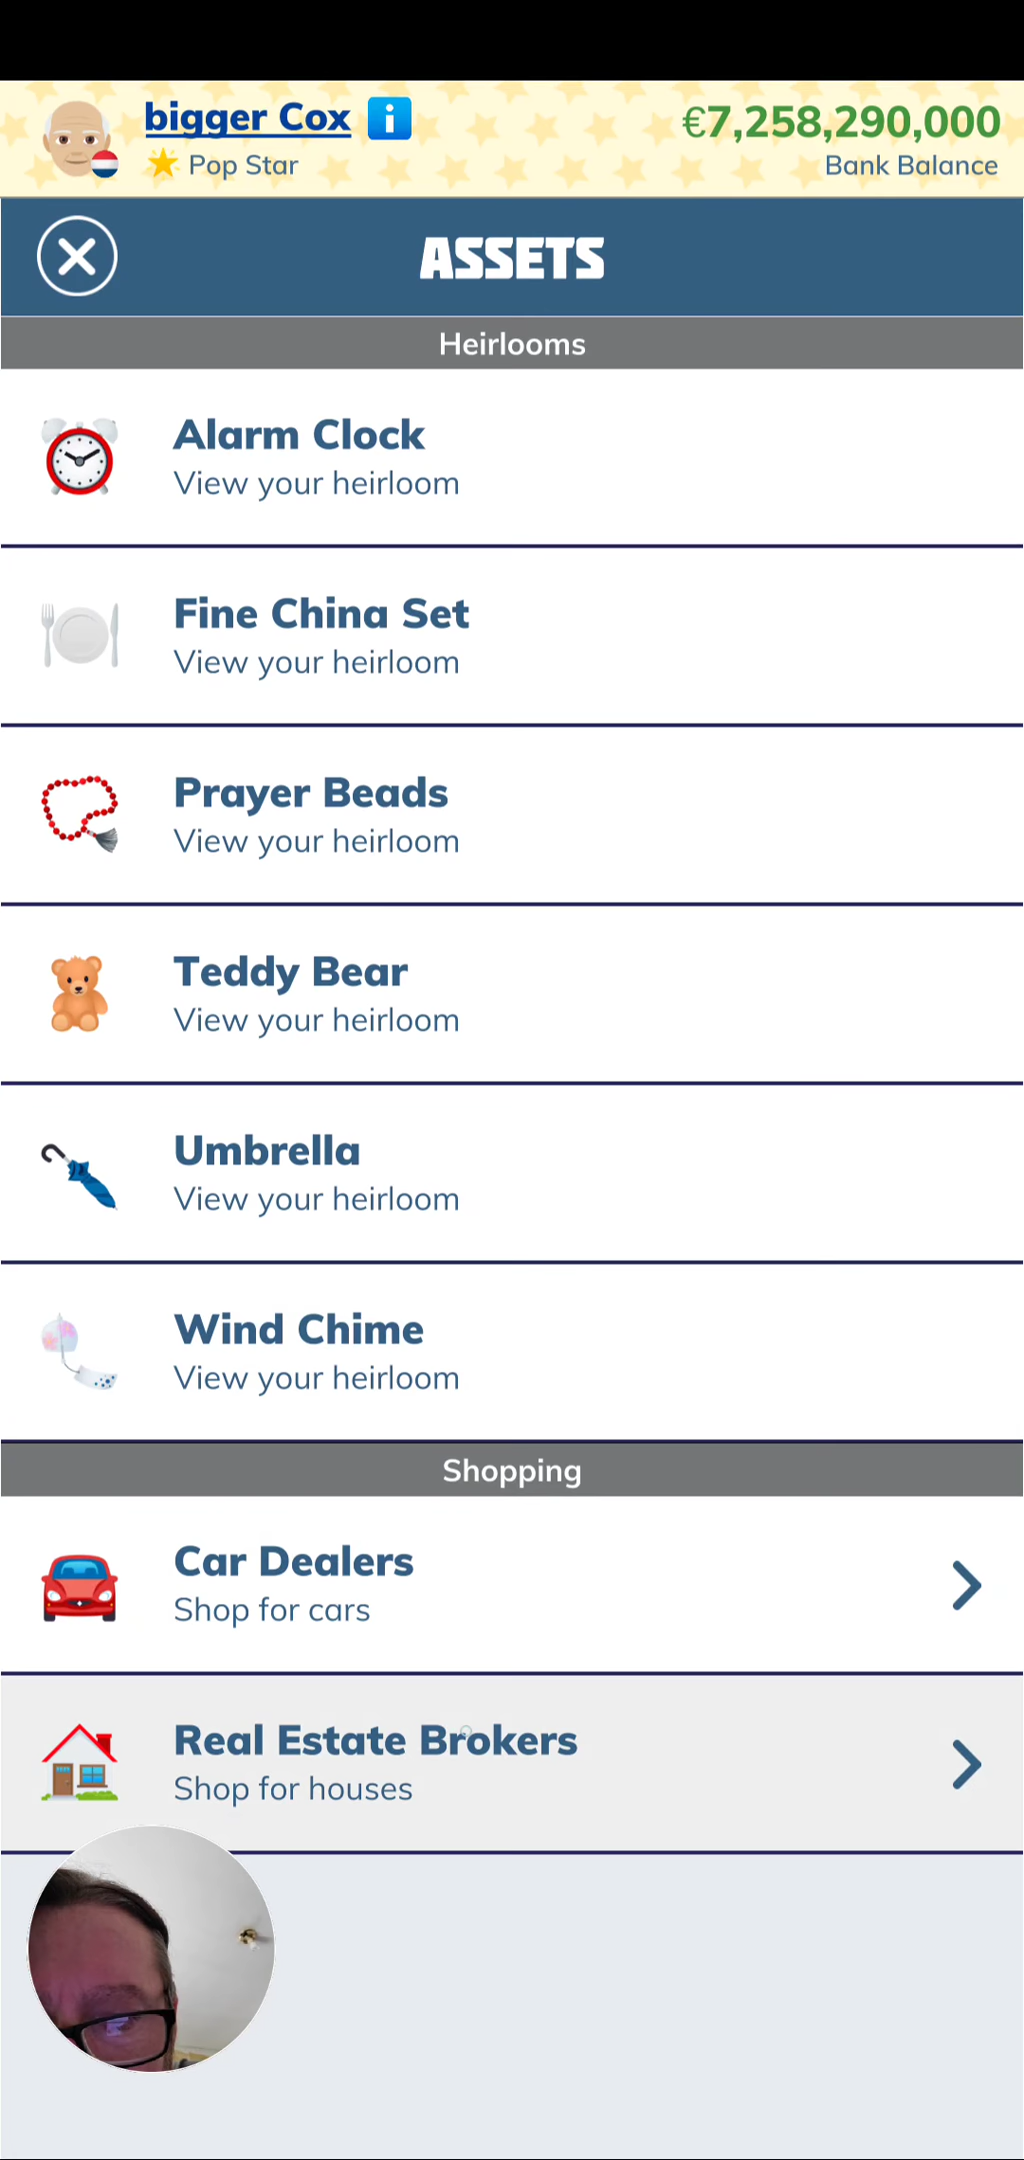 bigger Cox
€7,258,290,000
Pop Star
Bank Balance
ASSETS
Heirlooms
Alarm Clock
View your heirloom
Fine China Set
View your heirloom
Prayer Beads
View your heirloom
Teddy Bear
View your heirloom
Umbrella
View your heirloom
Wind Chime
View your heirloom
Shopping
Car Dealers
Shop for cars
Real Estate Brokers
Shop for houses